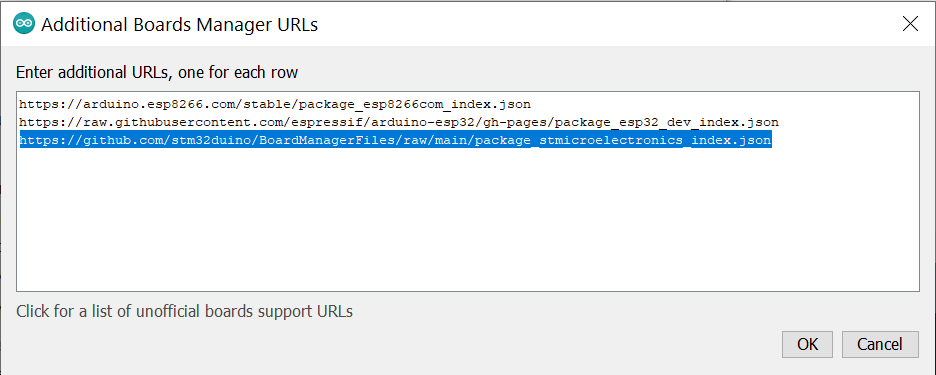 Additional Boards Manager URLs
Enter additional URLs, one for each row
https://arduino.esp8266.com/stable/package_esp8266com_index.json
https://raw.githubusercontent.com/espressif/arduino-esp32/gh-pages/package_esp32_dev_index.json
https://github.com/stm32duino/BoardManagerFiles/raw/main/package_stmicroelectronics_index.json
Click for a list of unofficial boards support URLs
OK Cancel